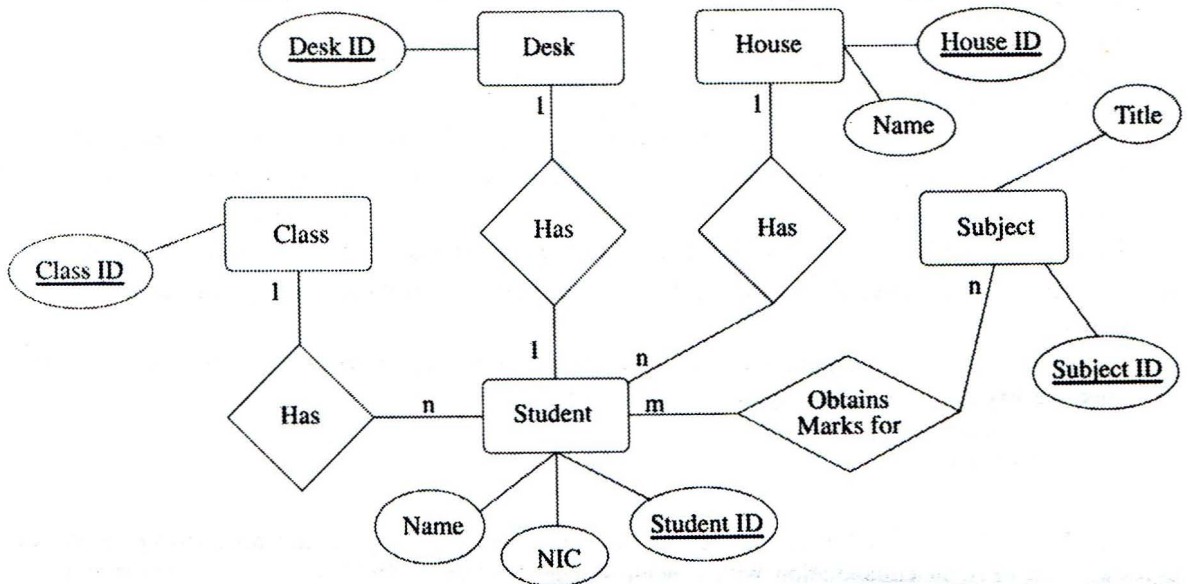 Desk ID
Desk
House
House ID
1
1
Name
Title
Class
Has
Has
Subject
Class ID
1
n
1
n
Subject ID
Has
n
Student
m
Obtains
Marks for
Name
NIC
Student ID